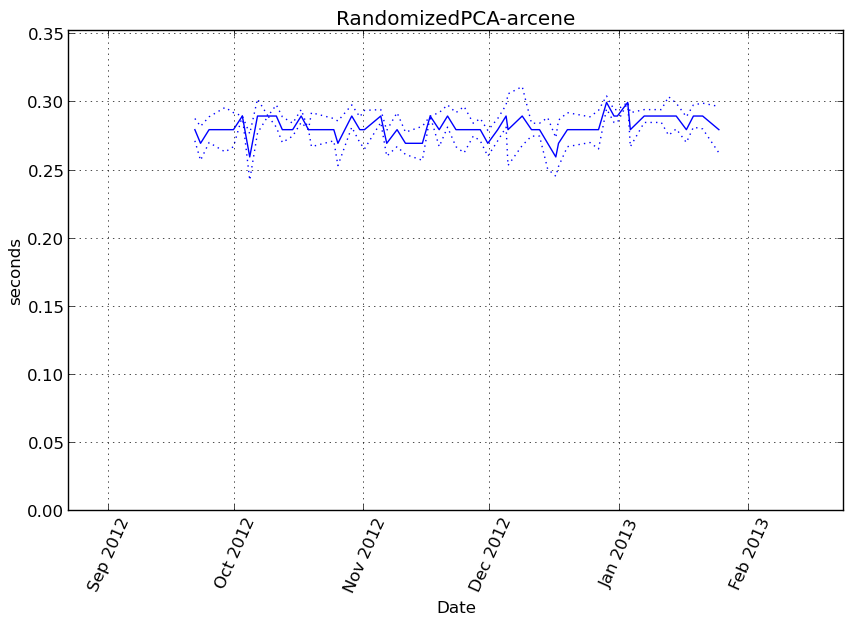 RandomizedPCA-arcene
0.35
0.30
0.25
0.20
0.15
0.10
0.05
0.00
seconds
Sep 2012
Oct 2012
Nov 2012
Dec 2012
Jan 2013
Feb 2013
Date